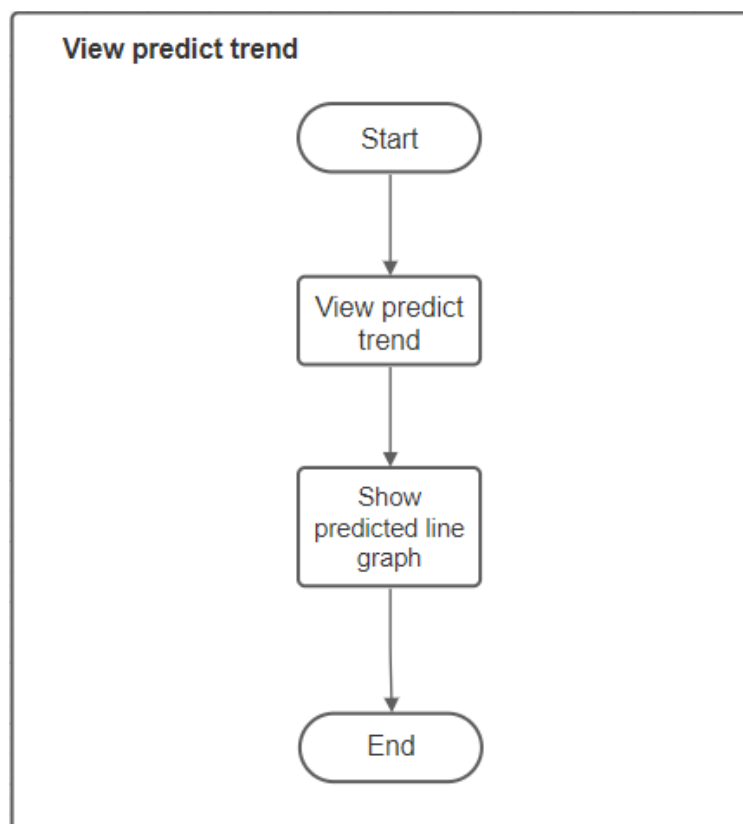 View predict trend
Start
View predict
trend
Show
predicted line
graph
End